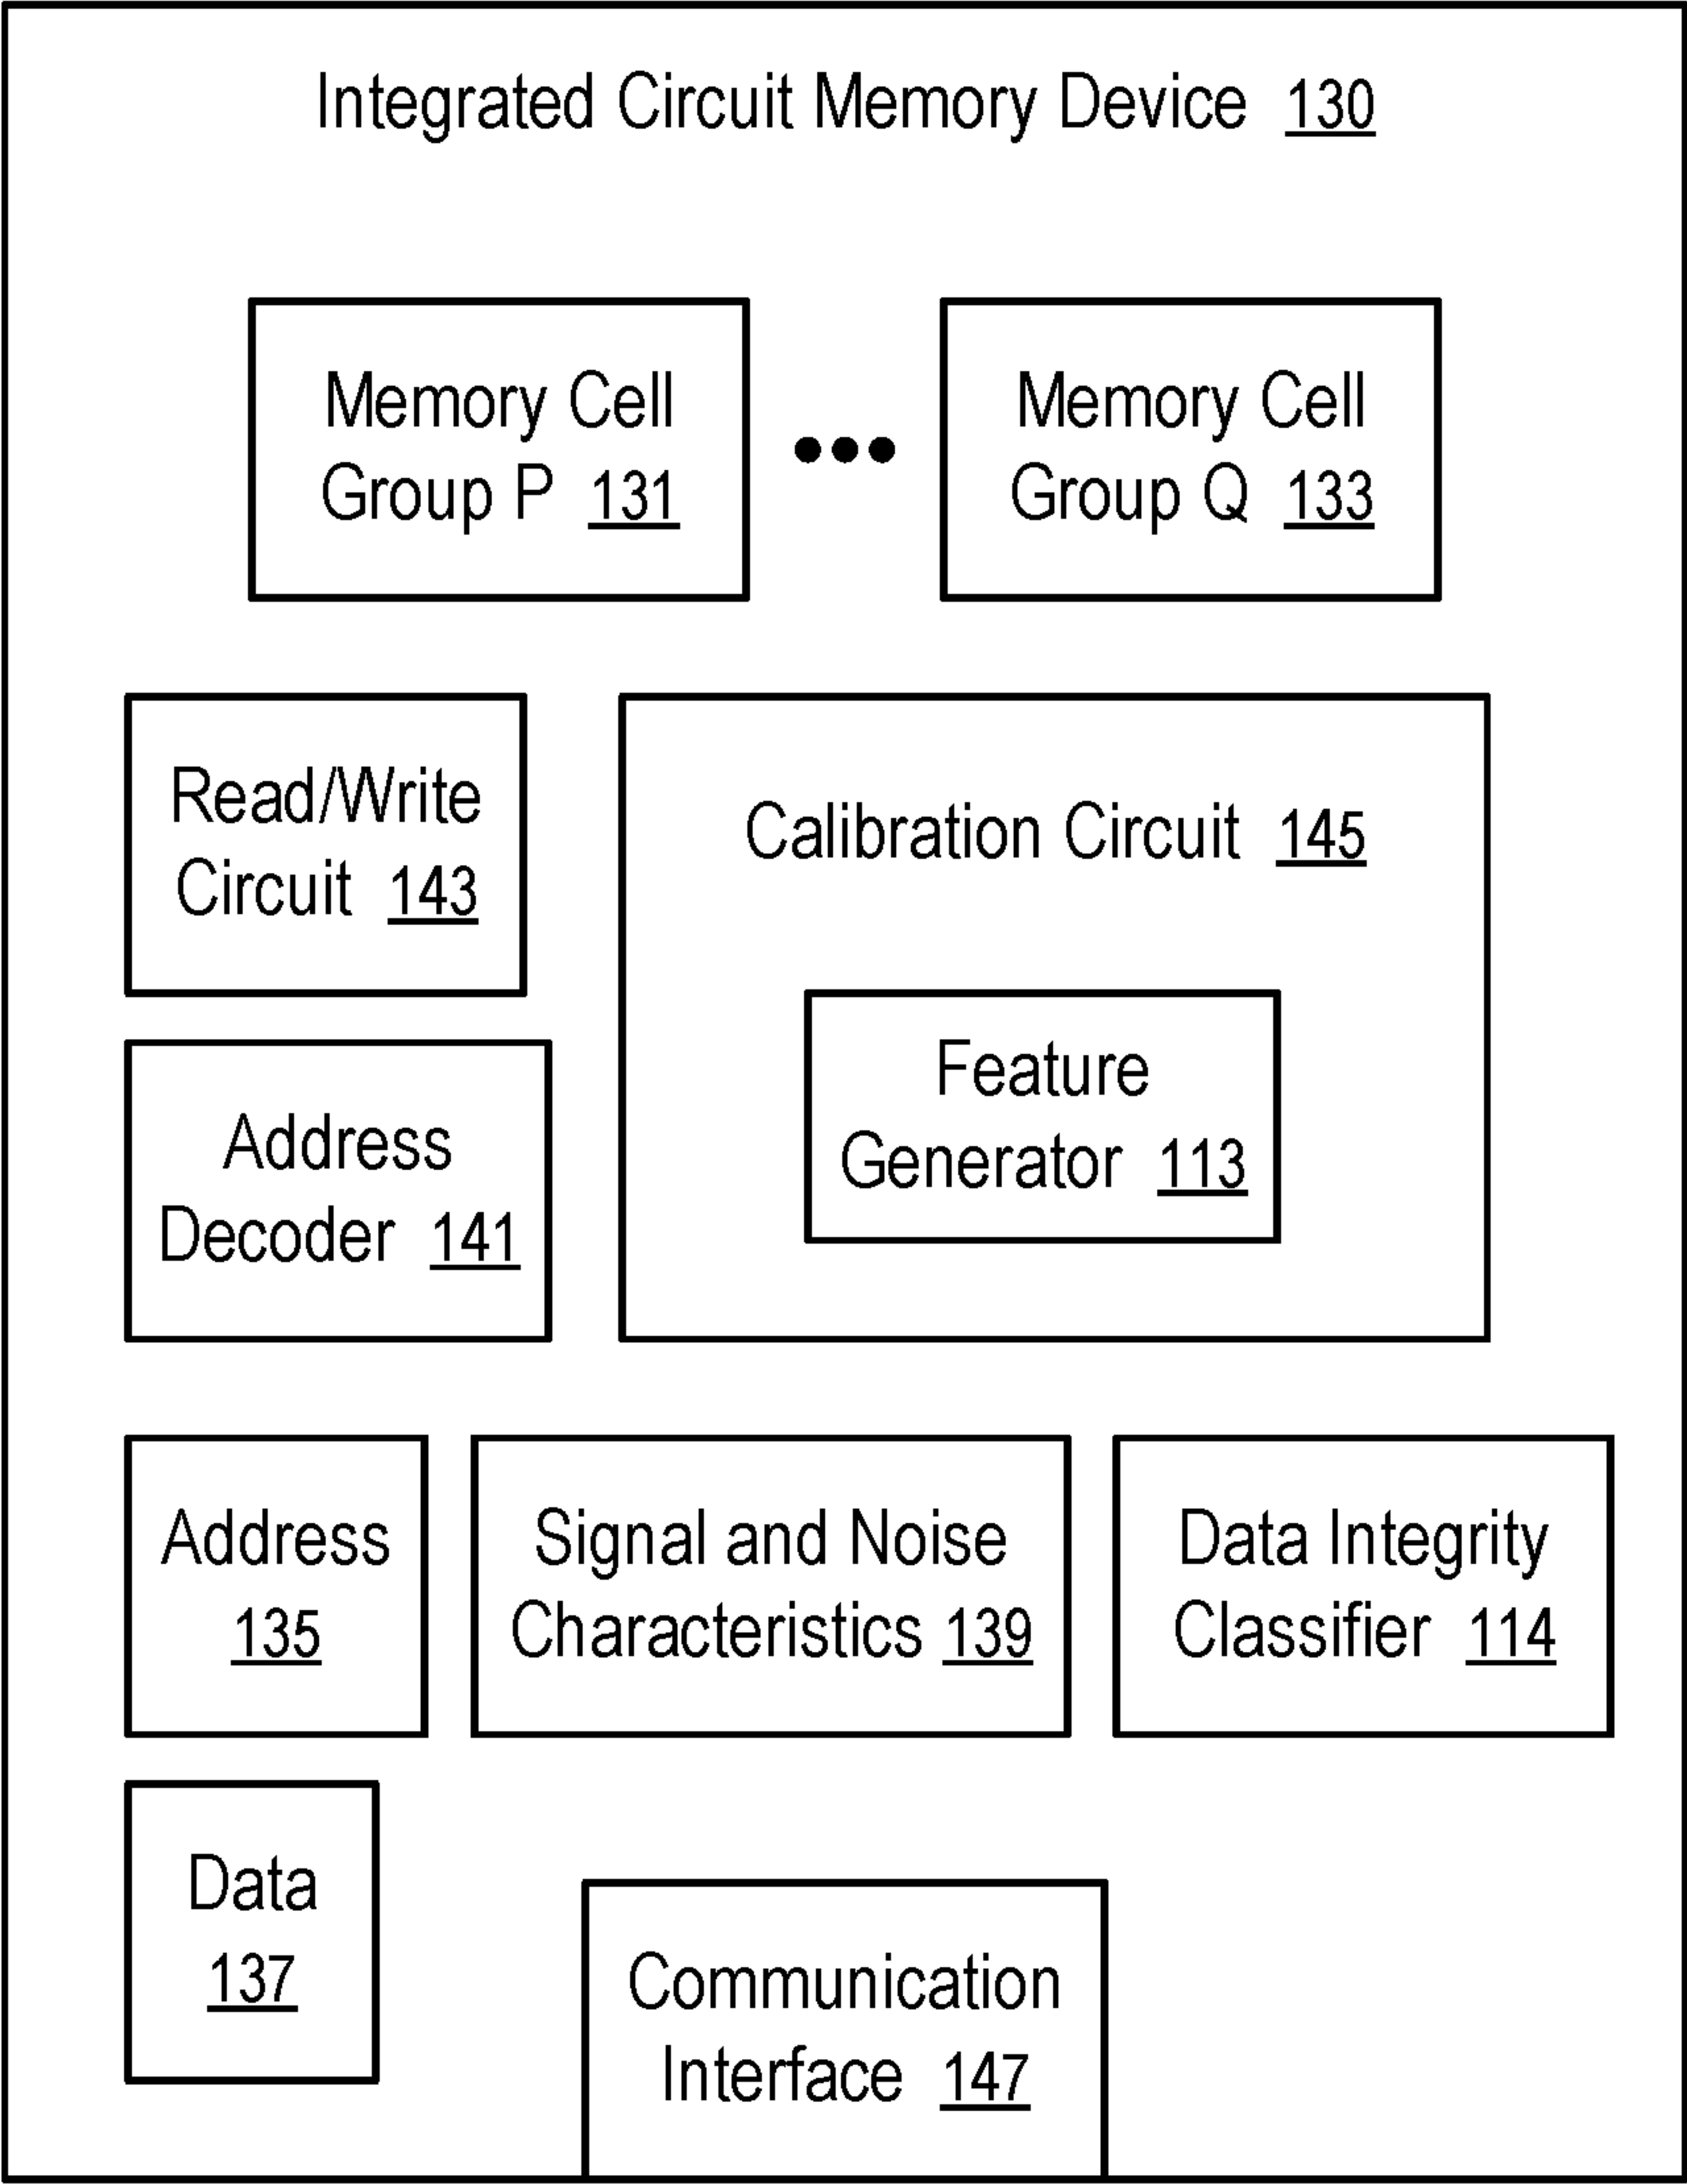 Integrated Circuit Memory Device 130
Memory Cell
Group P 131
Memory Cell
Group Q 133
Read/Write
Circuit 143
Calibration Circuit 145
Feature
Generator 113
Address
Decoder 141
Address
135
Signal and Noise
Characteristics 139
Data Integrity
Classifier 114
Data
137
Communication
Interface 147